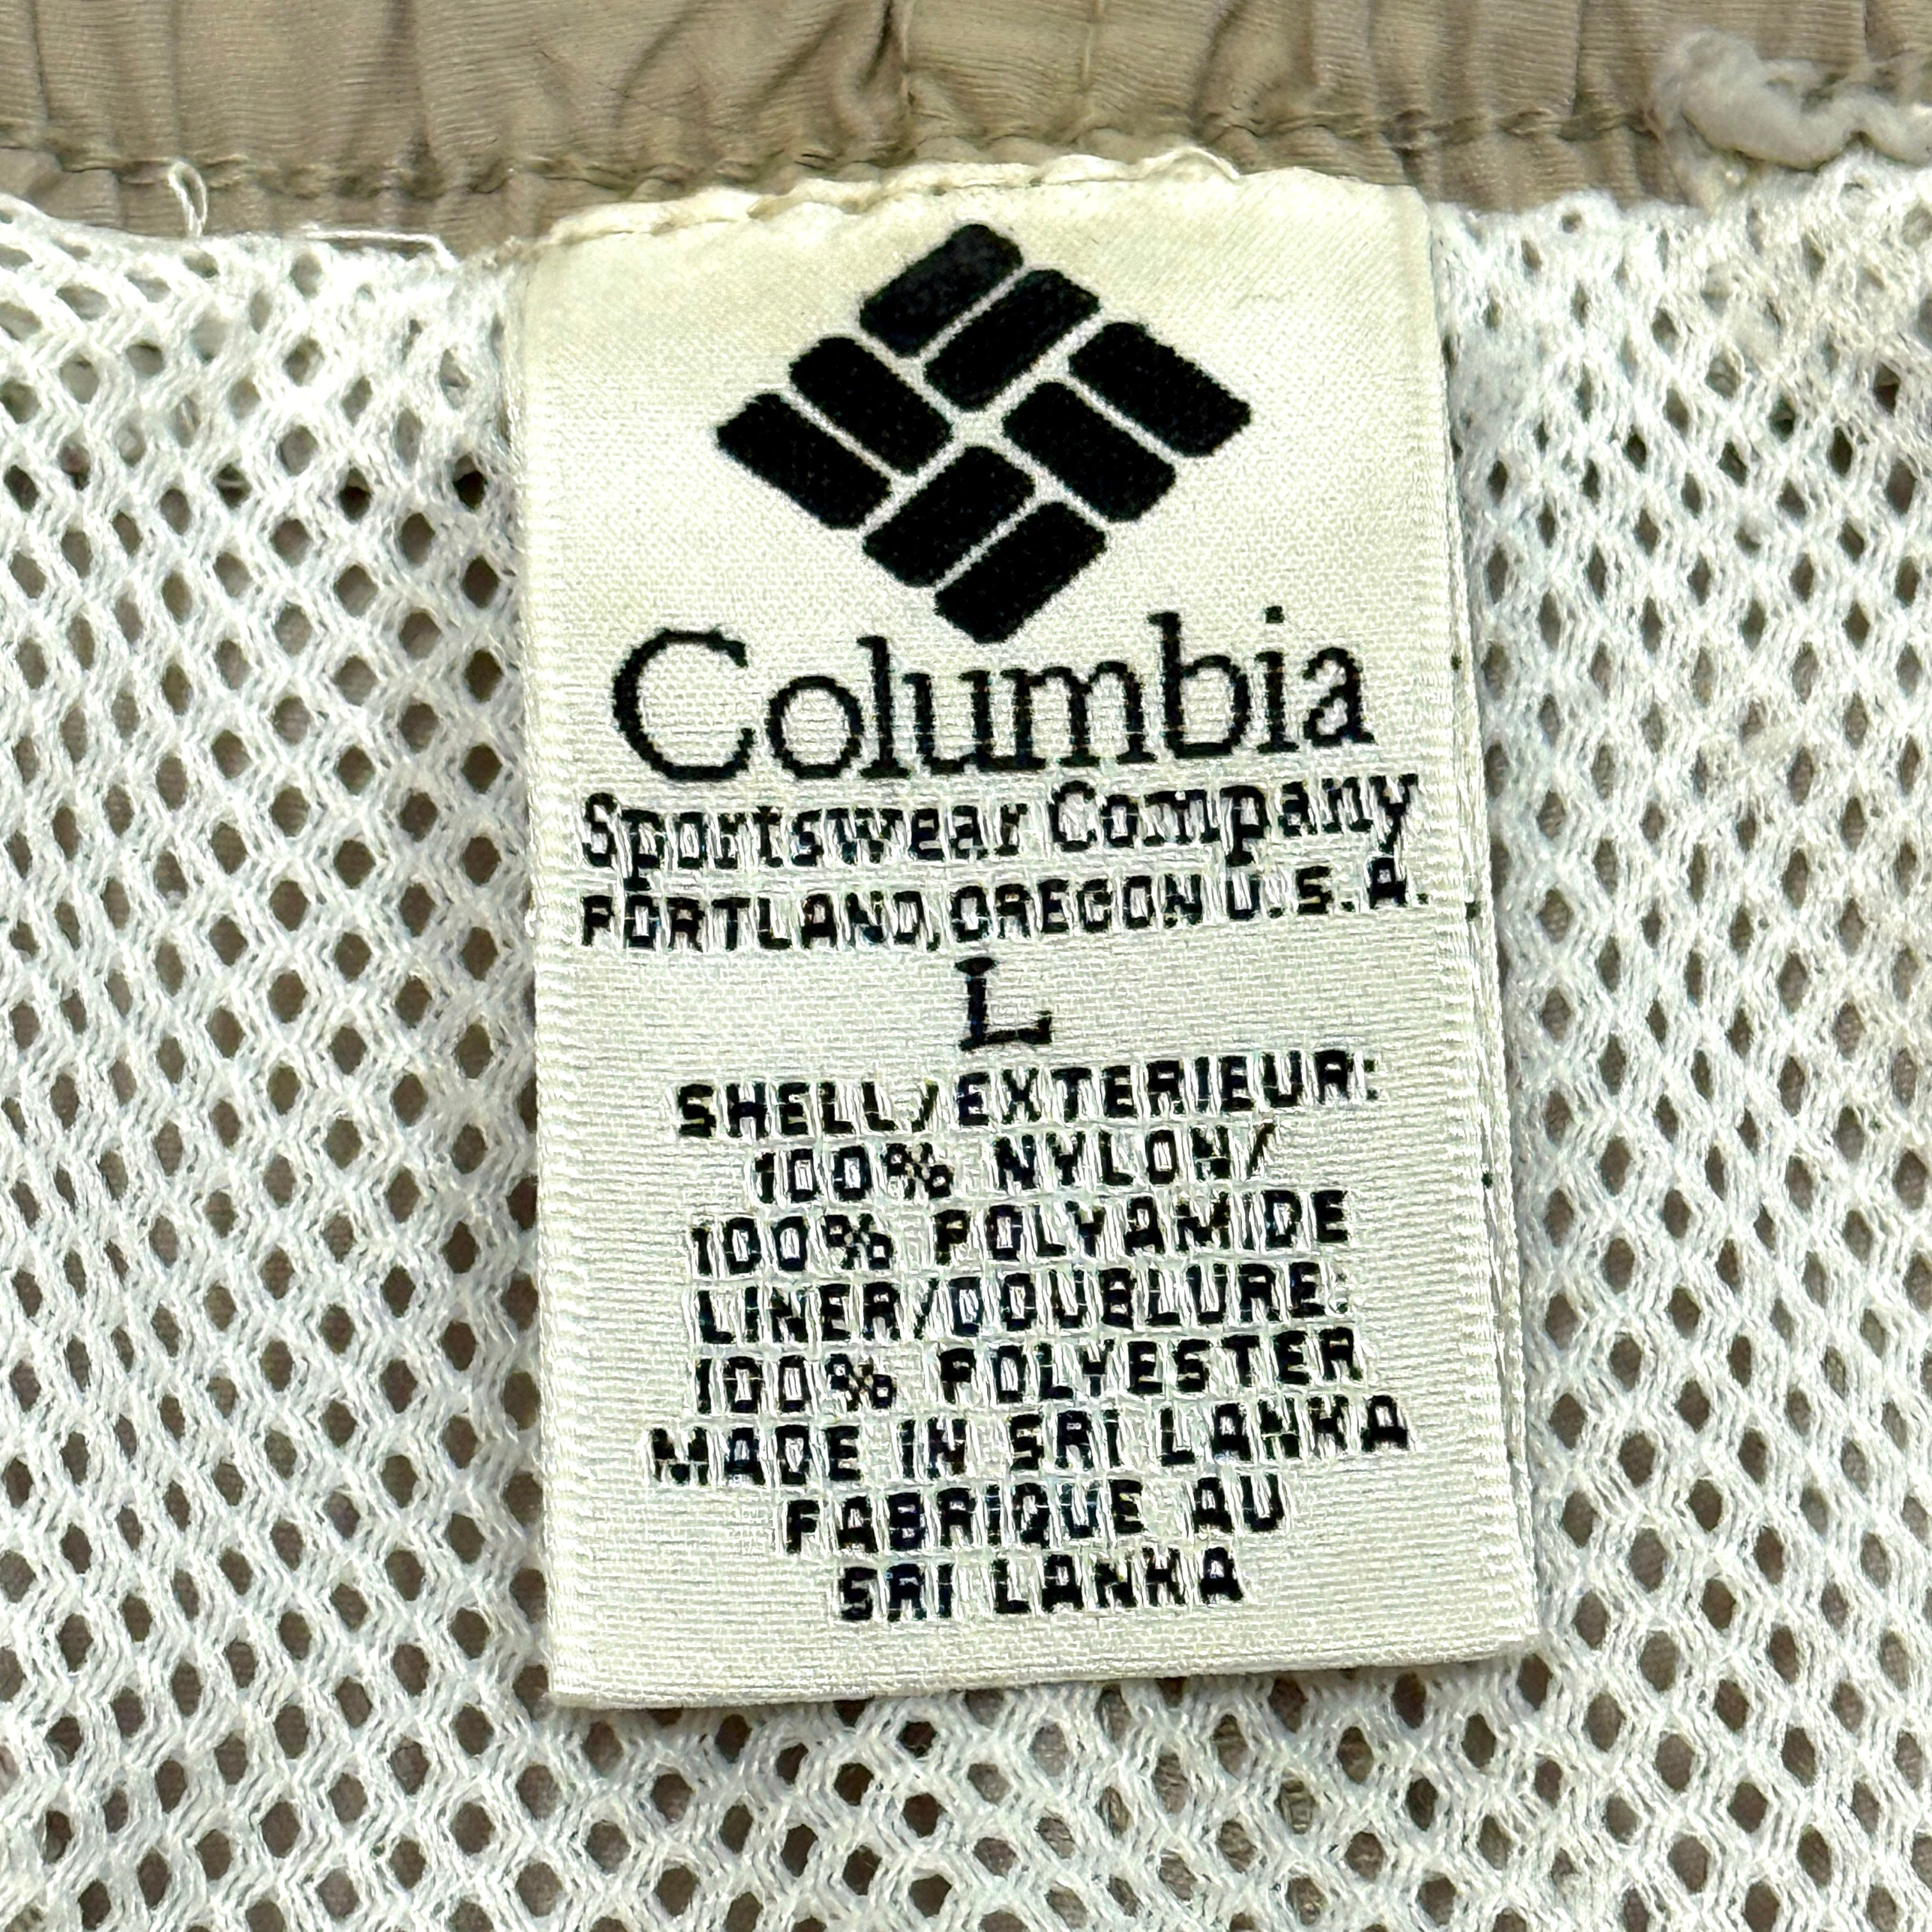 Columbia
Sportswear Company
PORTLAND, OREGON U.S.A.
L
SHELL/EXTERIEUR:
100% NYLON/
100% POLYAMIDE
LINER/DOUBLURE:
100% POLYESTER
MADE IN SRI LANKA
FABRIQUE AU
SRI LANKA